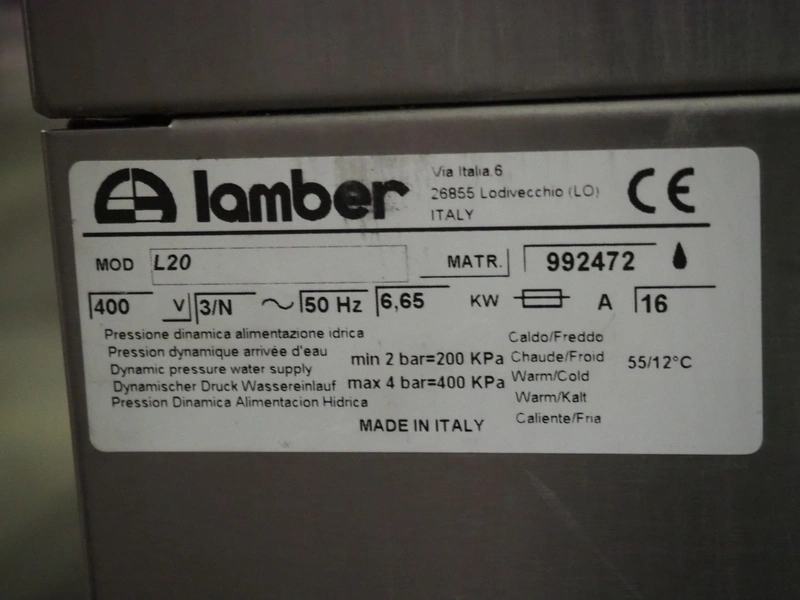 lamber
Via Italia,6
26855 Lodivecchio (LO)
ITALY
CE
MOD L20 MATR. 992472
400 V 3/N ~ 50 Hz 6,65 KW A 16
Pressione dinamica alimentazione idrica
Pression dynamique arrivée d'eau
Dynamic pressure water supply
Dynamischer Druck Wassereinlauf
Pression Dinamica Alimentacion Hidrica
min 2 bar=200 KPa
max 4 bar=400 KPa
Caldo/Freddo
Chaude/Froid
Warm/Cold
Warm/Kalt
Caliente/Fria
55/12°C
MADE IN ITALY